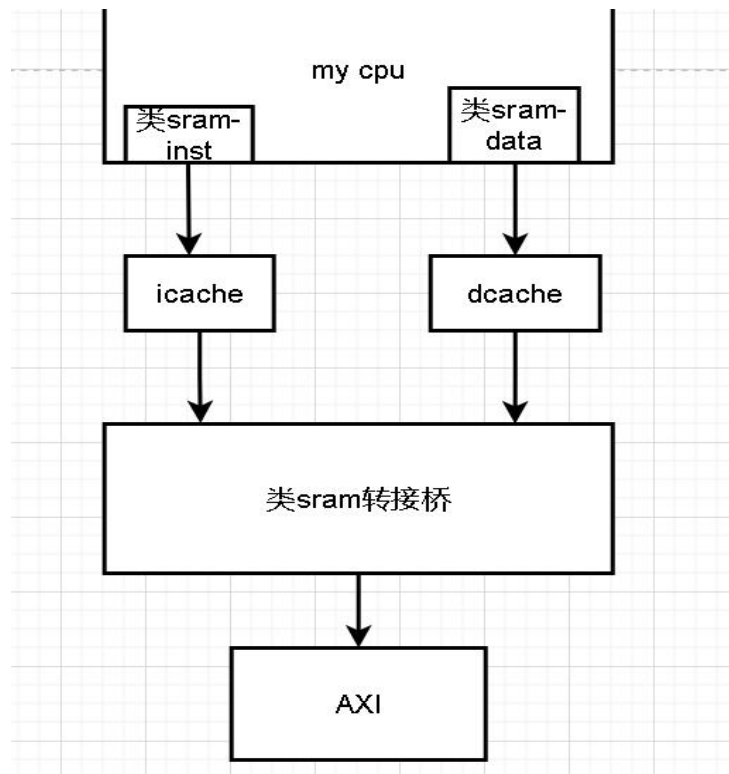 my cpu
类sram-
inst
类sram-
data
icache
dcache
类sram转接桥
AXI